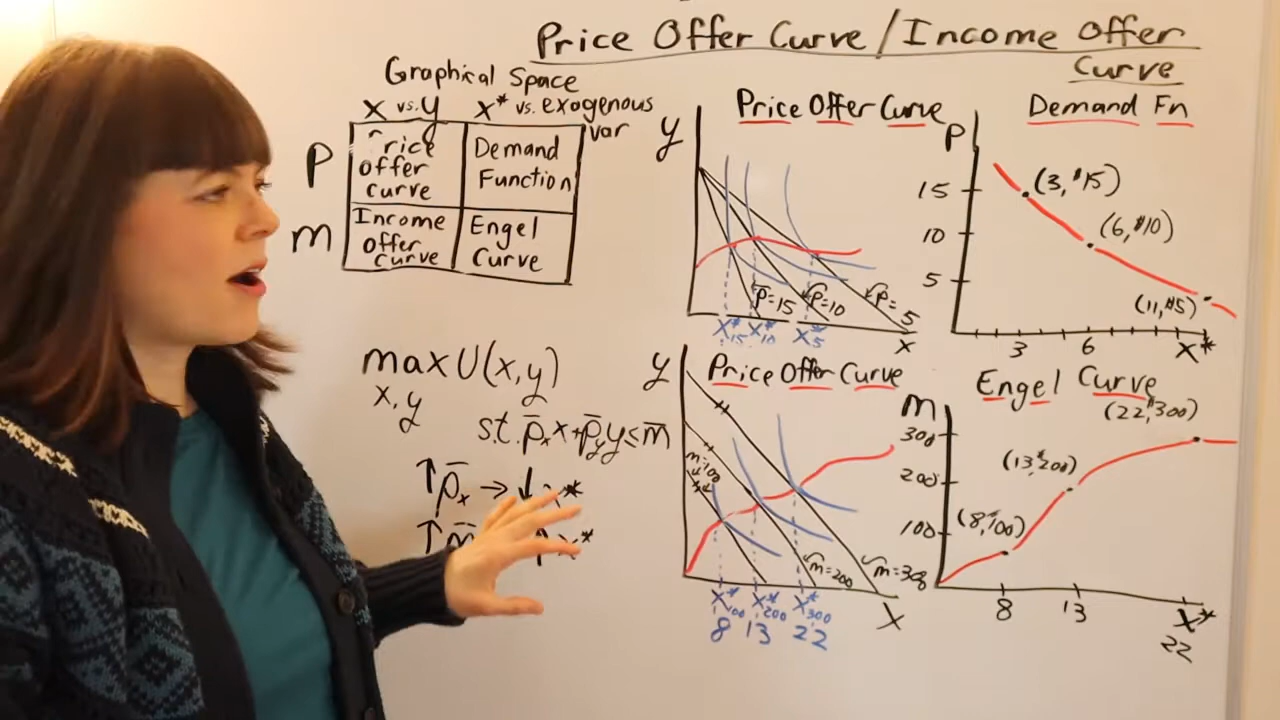 Price Offer Curve/Income Offer
Curve
Graphical Space
x vs. y
x* vs. exogenous
var
P
Price
offer
curve
Demand
Function
m
Income
offer
curve
Engel
Curve
max U(x,y)
x,y
s.t. p̄ₓx+p̄ᵧy≤m̄
↑p̄ₓ → ↓ x*
↑m̄ ↑x*
Price Offer Curve
y
p̄=15
p=10
p=5
X*15 X*10 X*5
x
Demand Fn
P
15
10
5
(3,$15)
(6,$10)
(11,$5)
3 6 X*
Price Offer Curve
y
m=100
m=200
m=300
X*100 X*200 X*300
8 13 22
X
Engel Curve
m
300
200
100
(22,$300)
(13,$200)
(8,$100)
8 13 X*
22